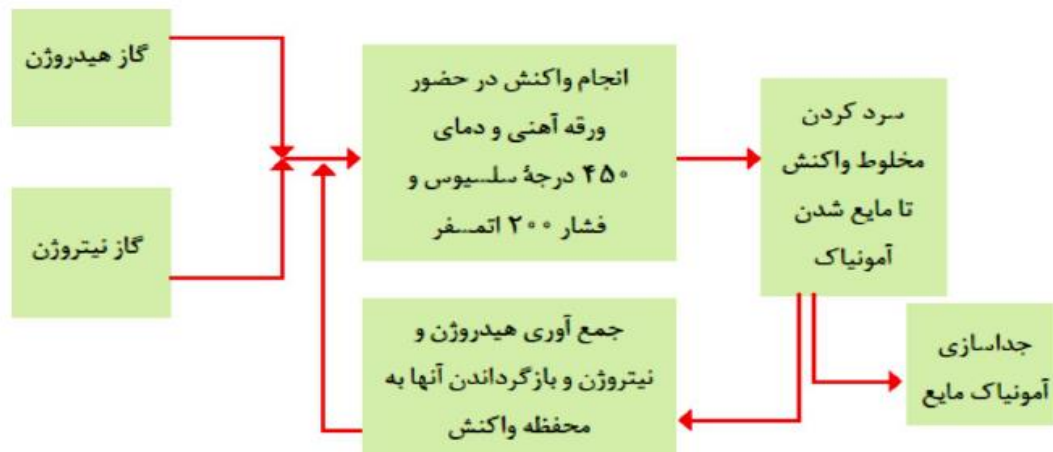 گاز هیدروژن
گاز نیتروژن
انجام واکنش در حضور
ورقه آهنی و دمای
۴۵۰ درجهٔ سلسیوس و
فشار ۲۰۰ اتمسفر
سرد کردن
مخلوط واکنش
تا مایع شدن
آمونیاک
جمع آوری هیدروژن و
نیتروژن و بازگرداندن آنها به
محفظه واکنش
جداسازی
آمونیاک مایع